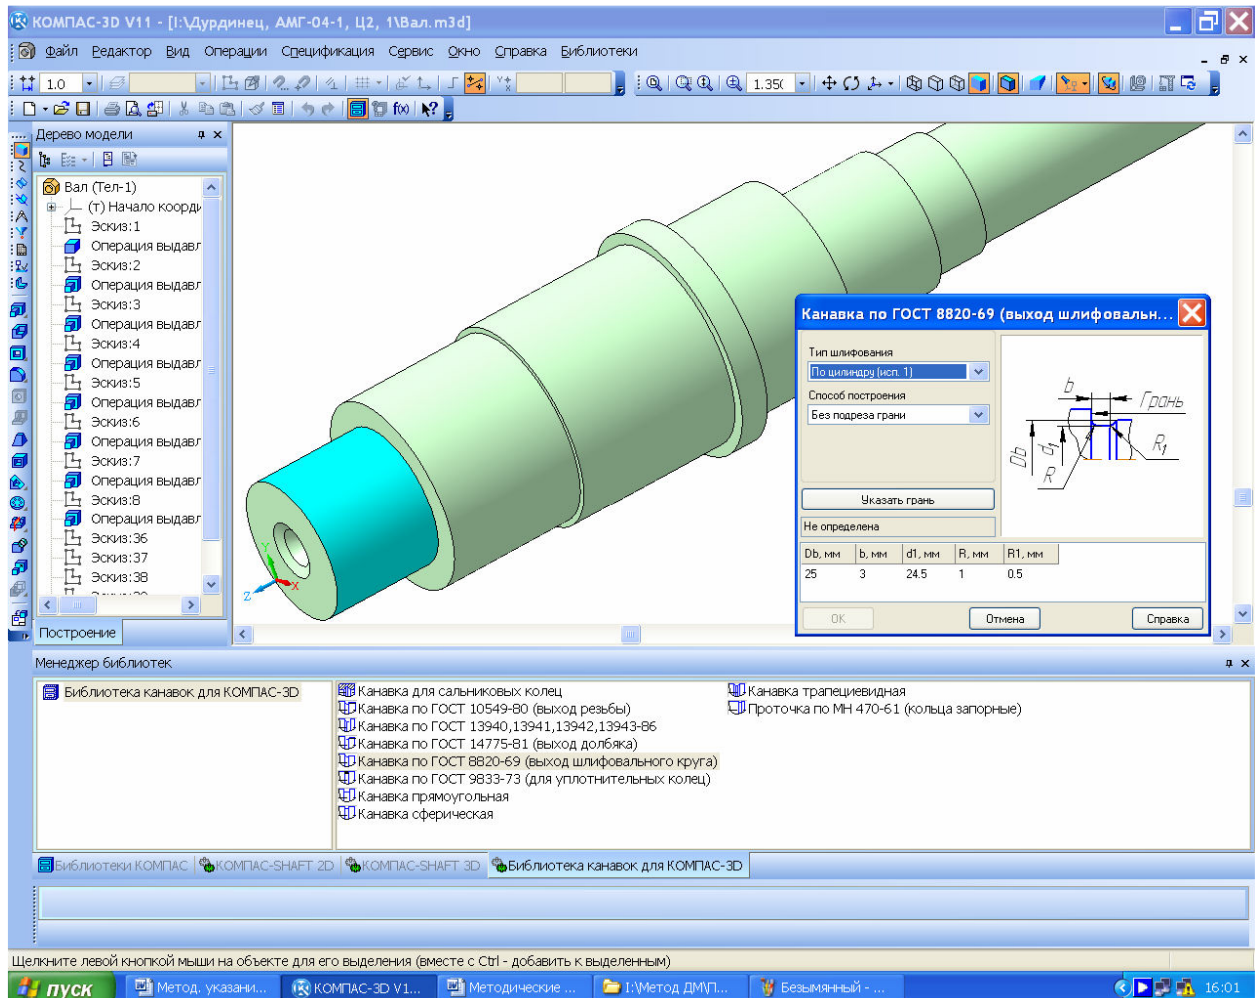 КОМПАС-3D V11 - [I:\Дурдинец, АМГ-04-1, Ц2, 1\Вал.m3d]
Файл Редактор Вид Операции Спецификация Сервис Окно Справка Библиотеки
1.0
1.350
f(x)
Дерево модели
Вал (Тел-1)
(т) Начало коорди
Эскиз:1
Операция выдавл
Эскиз:2
Операция выдавл
Эскиз:3
Операция выдавл
Эскиз:4
Операция выдавл
Эскиз:5
Операция выдавл
Эскиз:6
Операция выдавл
Эскиз:7
Операция выдавл
Эскиз:8
Операция выдавл
Эскиз:36
Эскиз:37
Эскиз:38
Построение
Y
X
Z
Канавка по ГОСТ 8820-69 (выход шлифовальн...
Тип шлифования
По цилиндру (исп. 1)
Способ построения
Без подреза грани
Указать грань
Не определена
b
Грань
Db
d1
R
R1
Db, мм b, мм d1, мм R, мм R1, мм
25 3 24.5 1 0.5
OK Отмена Справка
Менеджер библиотек
Библиотека канавок для КОМПАС-3D
Канавка для сальниковых колец
Канавка по ГОСТ 10549-80 (выход резьбы)
Канавка по ГОСТ 13940,13941,13942,13943-86
Канавка по ГОСТ 14775-81 (выход долбяка)
Канавка по ГОСТ 8820-69 (выход шлифовального круга)
Канавка по ГОСТ 9833-73 (для уплотнительных колец)
Канавка прямоугольная
Канавка сферическая
Канавка трапециевидная
Проточка по МН 470-61 (кольца запорные)
Библиотеки КОМПАС КОМПАС-SHAFT 2D КОМПАС-SHAFT 3D Библиотека канавок для КОМПАС-3D
Щелкните левой кнопкой мыши на объекте для его выделения (вместе с Ctrl - добавить к выделенным)
пуск Метод. указани... КОМПАС-3D V1... Методические ... I:\Метод ДМ\П... Безымянный - ... 16:01